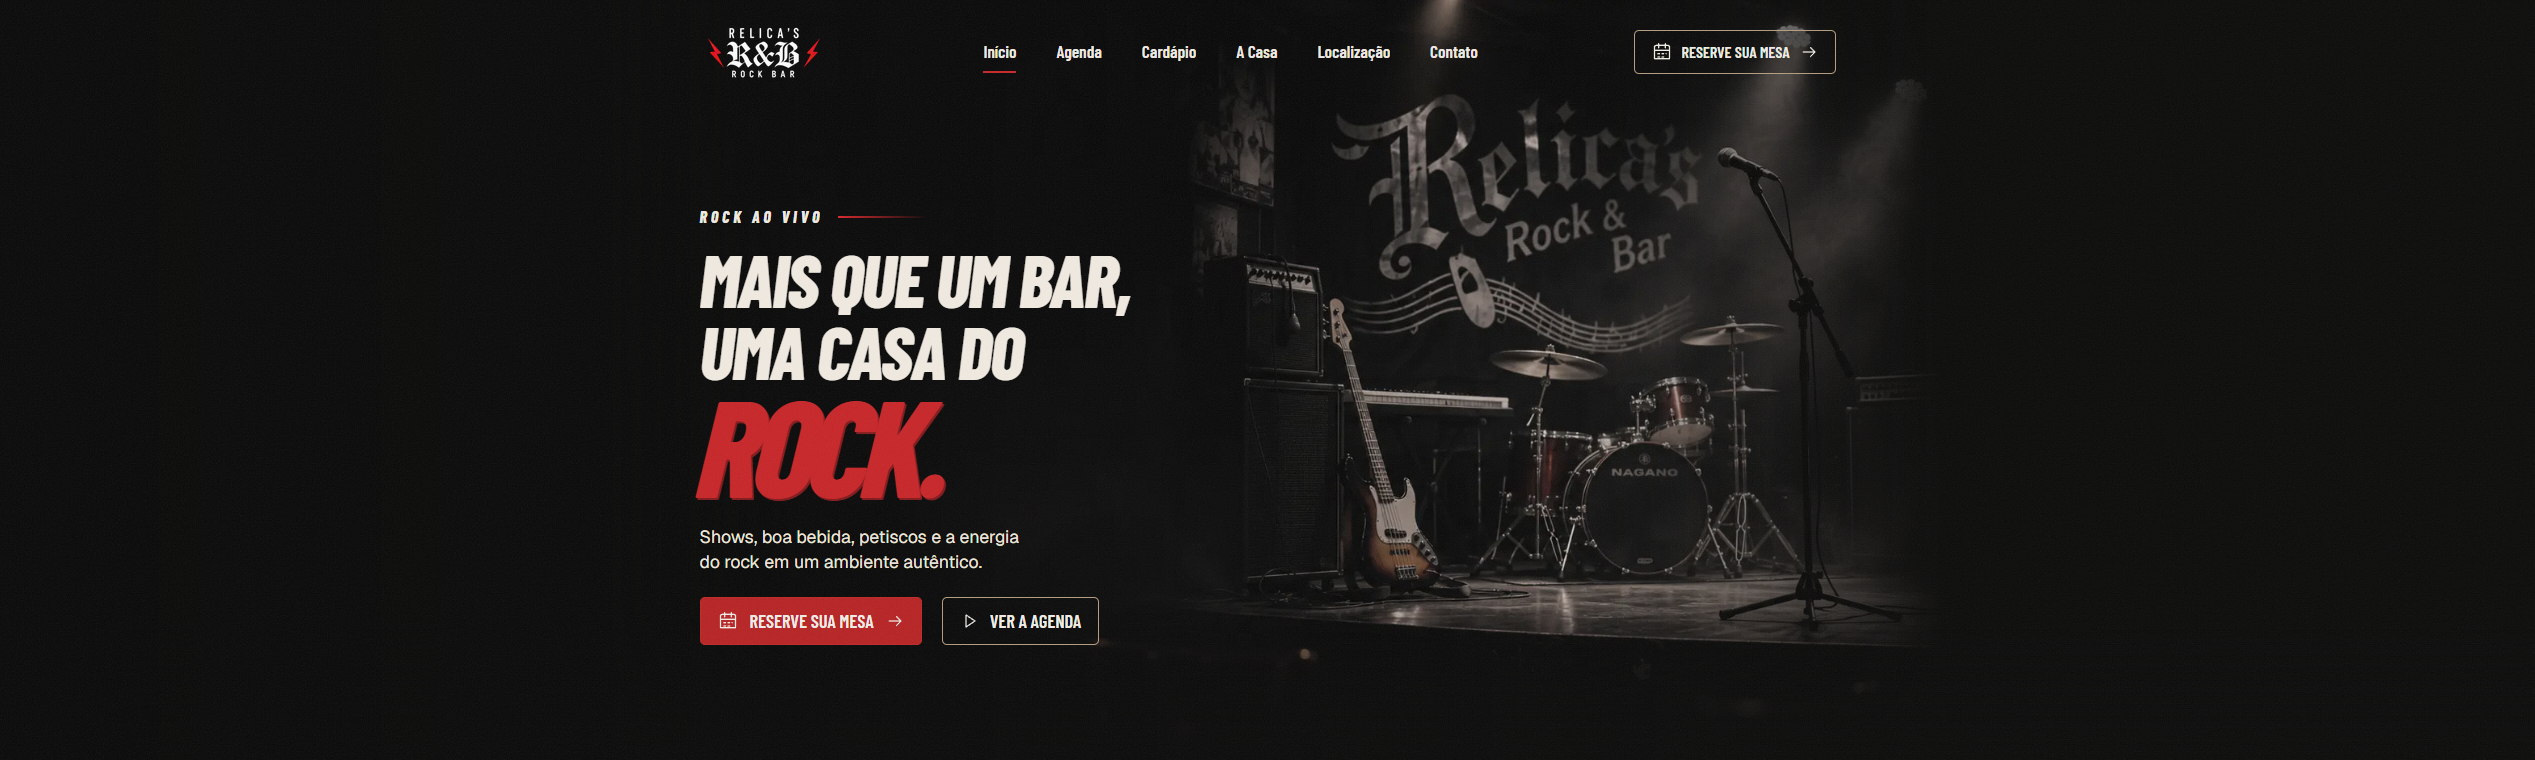 RELICA'S
R&B
ROCK BAR
Início
Agenda
Cardápio
A Casa
Localização
Contato
RESERVE SUA MESA
Relica's
Rock &
Bar
ROCK AO VIVO
MAIS QUE UM BAR,
UMA CASA DO
ROCK.
NAGANO
Shows, boa bebida, petiscos e a energia
do rock em um ambiente autêntico.
RESERVE SUA MESA
VER A AGENDA